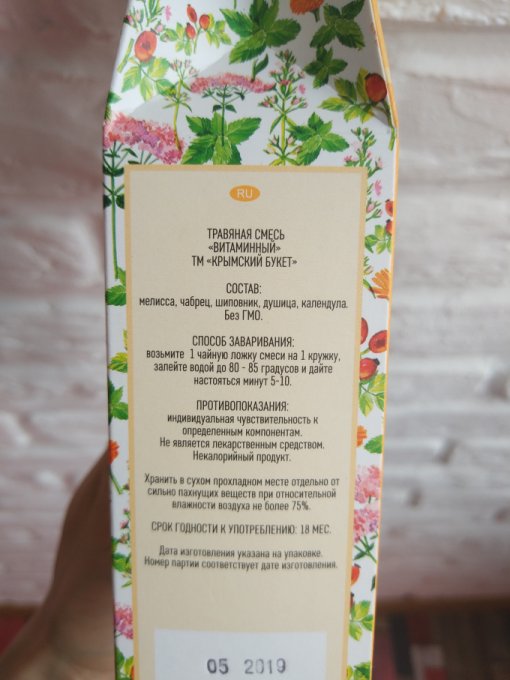 RU
ТРАВЯНАЯ СМЕСЬ
«ВИТАМИННЫЙ»
ТМ «КРЫМСКИЙ БУКЕТ»
СОСТАВ:
мелисса, чабрец, шиповник, душица, календула.
Без ГМО.
СПОСОБ ЗАВАРИВАНИЯ:
возьмите 1 чайную ложку смеси на 1 кружку,
залейте водой до 80 - 85 градусов и дайте
настояться минут 5-10.
ПРОТИВОПОКАЗАНИЯ:
индивидуальная чувствительность к
определенным компонентам.
Не является лекарственным средством.
Некалорийный продукт.
Хранить в сухом прохладном месте отдельно от
сильно пахнущих веществ при относительной
влажности воздуха не более 75%.
СРОК ГОДНОСТИ К УПОТРЕБЛЕНИЮ: 18 МЕС.
Дата изготовления указана на упаковке.
Номер партии соответствует дате изготовления.
05 2019